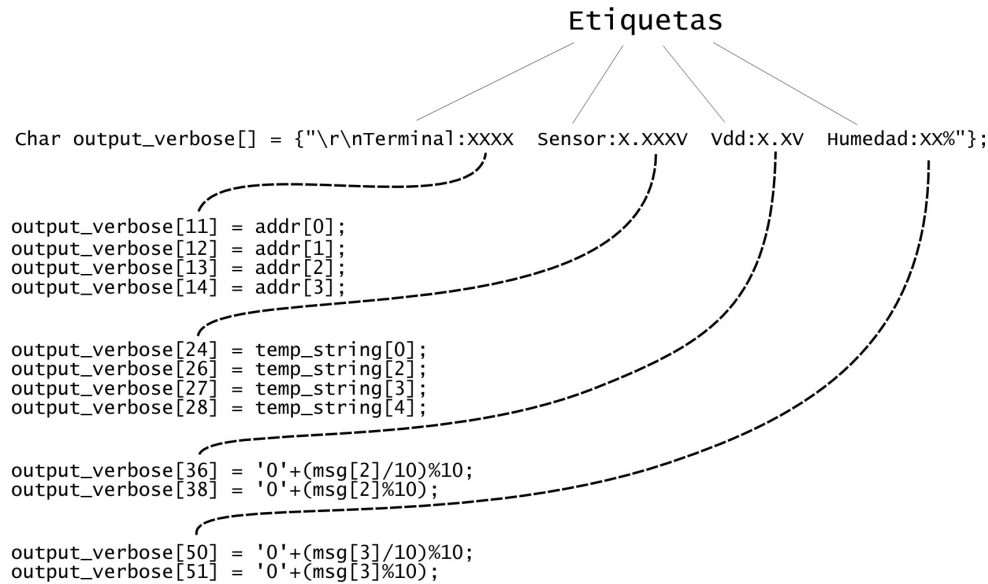 Etiquetas
Char output_verbose[] = {"\r\nTerminal:XXXX  Sensor:X.XXXV  Vdd:X.XV  Humedad:XX%"};
output_verbose[11] = addr[0];
output_verbose[12] = addr[1];
output_verbose[13] = addr[2];
output_verbose[14] = addr[3];
output_verbose[24] = temp_string[0];
output_verbose[26] = temp_string[2];
output_verbose[27] = temp_string[3];
output_verbose[28] = temp_string[4];
output_verbose[36] = '0'+(msg[2]/10)%10;
output_verbose[38] = '0'+(msg[2]%10);
output_verbose[50] = '0'+(msg[3]/10)%10;
output_verbose[51] = '0'+(msg[3]%10);